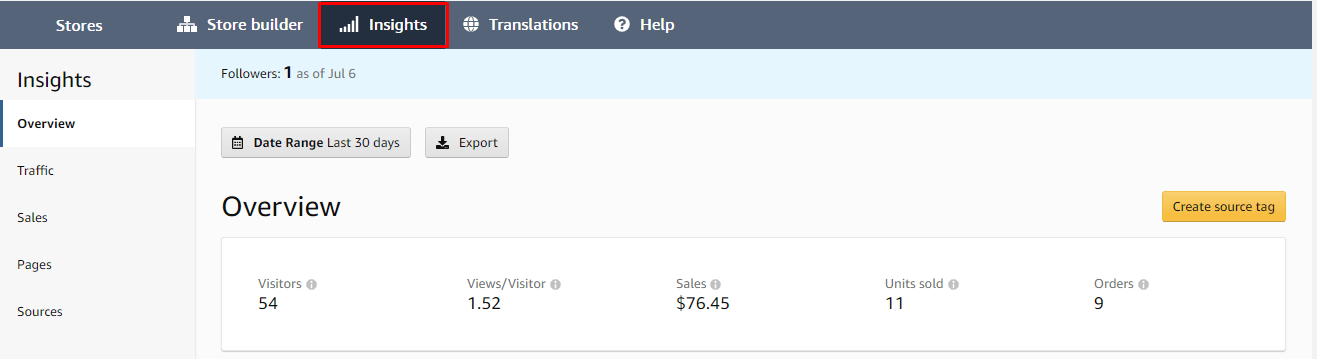 Stores Store builder Insights Translations Help
Insights
Followers: 1 as of Jul 6
Overview
Traffic
Sales
Pages
Sources
Date Range Last 30 days Export
Overview
Create source tag
Visitors Views/Visitor Sales Units sold Orders
54 1.52 $76.45 11 9